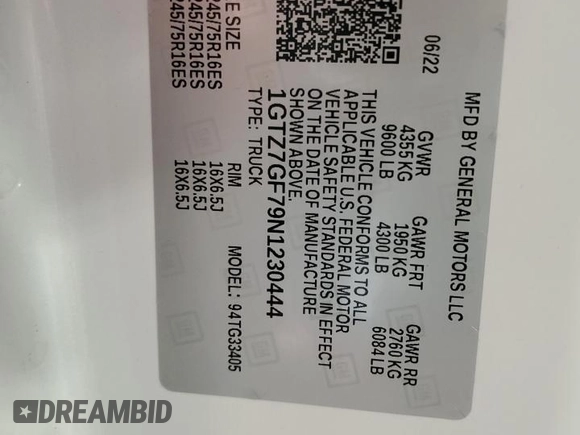 MFD BY GENERAL MOTORS LLC
06/22
GVWR
4355 KG
9600 LB
GAWR FRT
1950 KG
4300 LB
GAWR RR
2760 KG
6084 LB
THIS VEHICLE CONFORMS TO ALL
APPLICABLE U.S. FEDERAL MOTOR
VEHICLE SAFETY STANDARDS IN EFFECT
ON THE DATE OF MANUFACTURE
SHOWN ABOVE.
1GTZ7GF79N1230444
TYPE: TRUCK
MODEL: 94TG33405
E SIZE
RIM
245/75R16ES
16X6.5J
245/75R16ES
16X6.5J
245/75R16ES
16X6.5J
DREAMBID